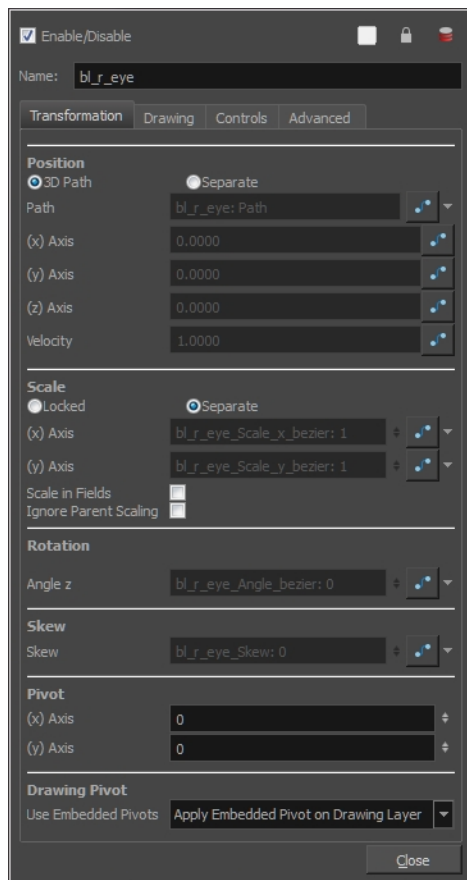 Enable/Disable
Name: bl_r_eye
Transformation Drawing Controls Advanced
Position
3D Path Separate
Path bl_r_eye: Path
(x) Axis 0.0000
(y) Axis 0.0000
(z) Axis 0.0000
Velocity 1.0000
Scale
Locked Separate
(x) Axis bl_r_eye_Scale_x_bezier: 1
(y) Axis bl_r_eye_Scale_y_bezier: 1
Scale in Fields
Ignore Parent Scaling
Rotation
Angle z bl_r_eye_Angle_bezier: 0
Skew
Skew bl_r_eye_Skew: 0
Pivot
(x) Axis 0
(y) Axis 0
Drawing Pivot
Use Embedded Pivots Apply Embedded Pivot on Drawing Layer
Close